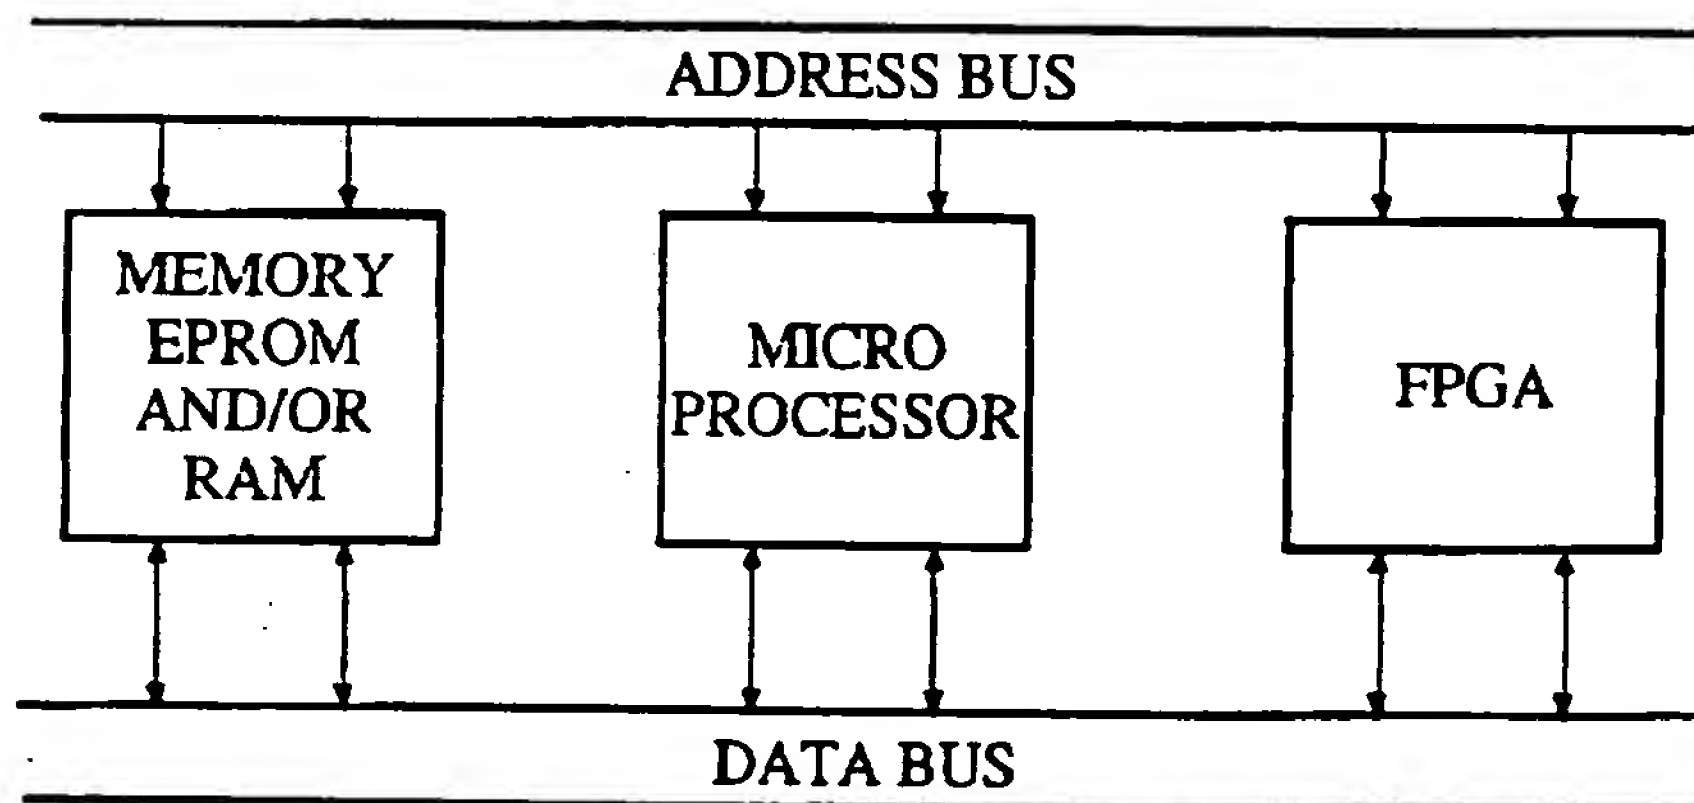 ADDRESS BUS
MEMORY
EPROM
AND/OR
RAM
MICRO
PROCESSOR
FPGA
DATA BUS